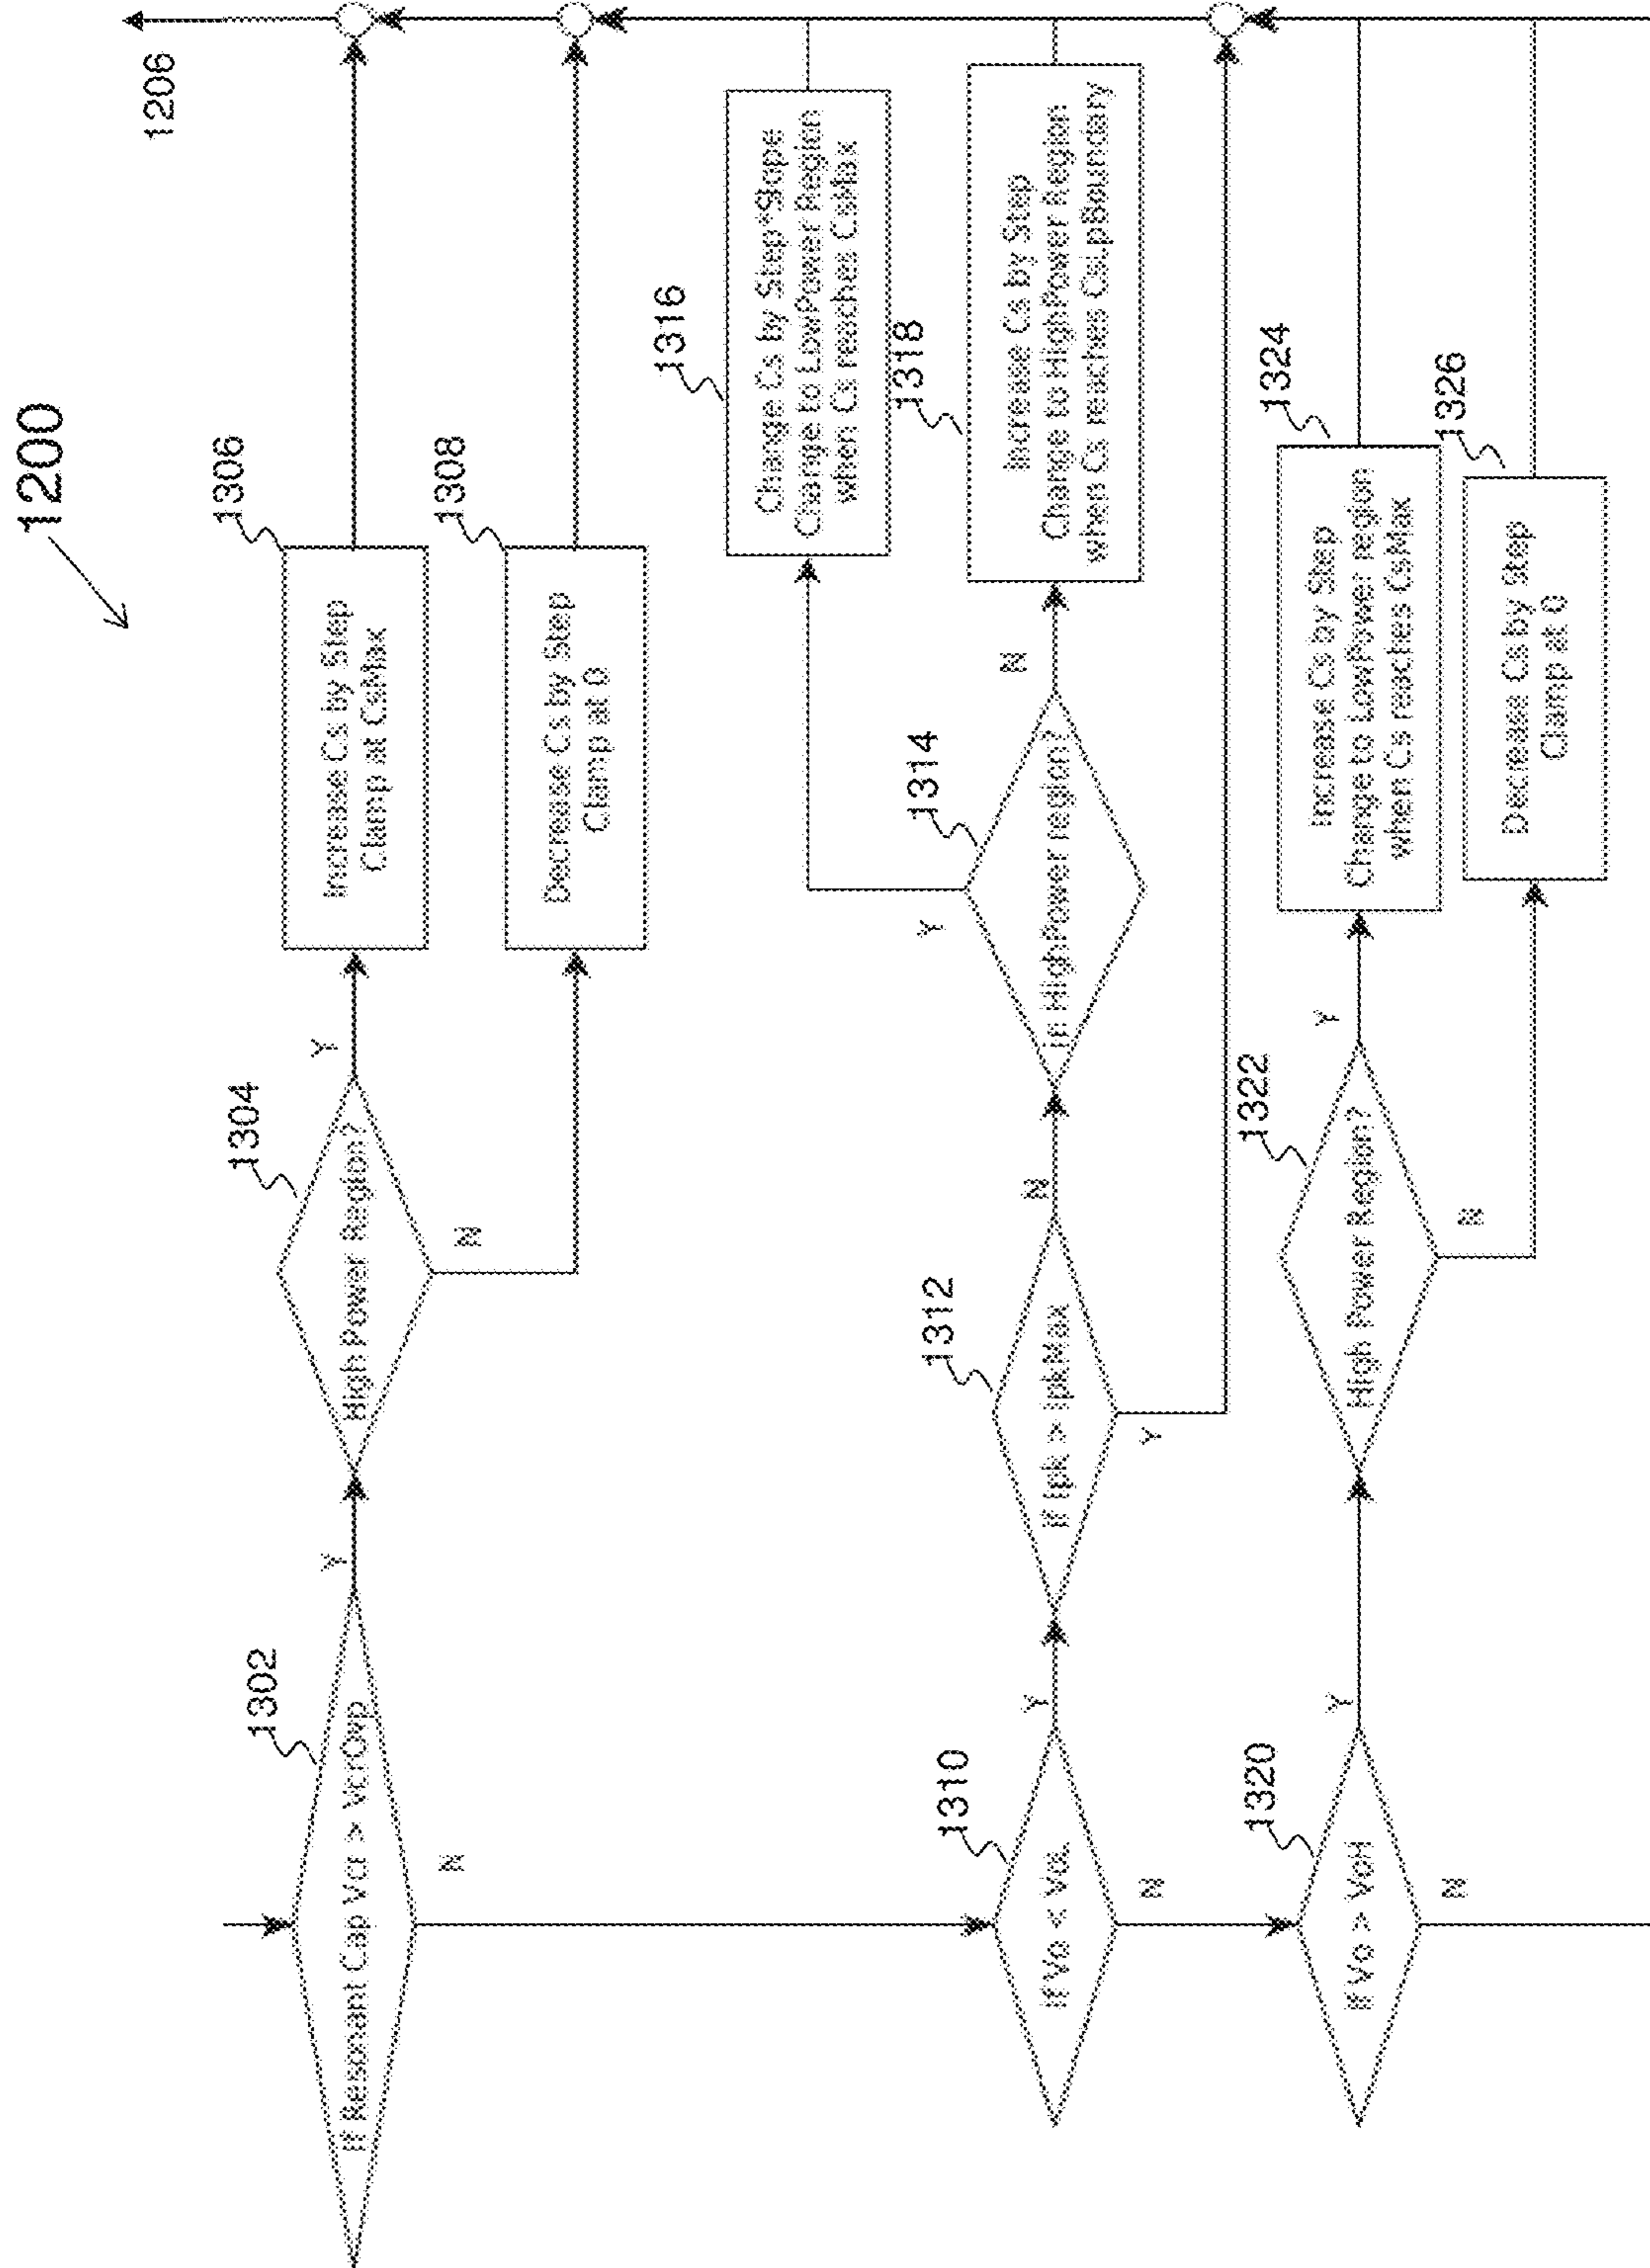 1200
1206
1302
If Resonant Cap Vcr > VcrOvp
Y
N
1304
High Power Region?
Y
N
1306
Increase Cs by Step
Clamp at CsMax
1308
Decrease Cs by Step
Clamp at 0
1310
If Vo < VoL
Y
N
1312
If Ipk > IpkMax
N
Y
1314
in HighPower region?
Y
N
1316
Change Cs by Step*Slope
Change to LowPower Region
when Cs reaches CsMax
1318
Increase Cs by Step
Change to HighPower Region
when Cs reaches CsLpBoundary
1320
If Vo > VoH
Y
N
1322
High Power Region?
Y
N
1324
Increase Cs by Step
Change to LowPower region
when Cs reaches CsMax
1326
Decrease Cs by Step
Clamp at 0